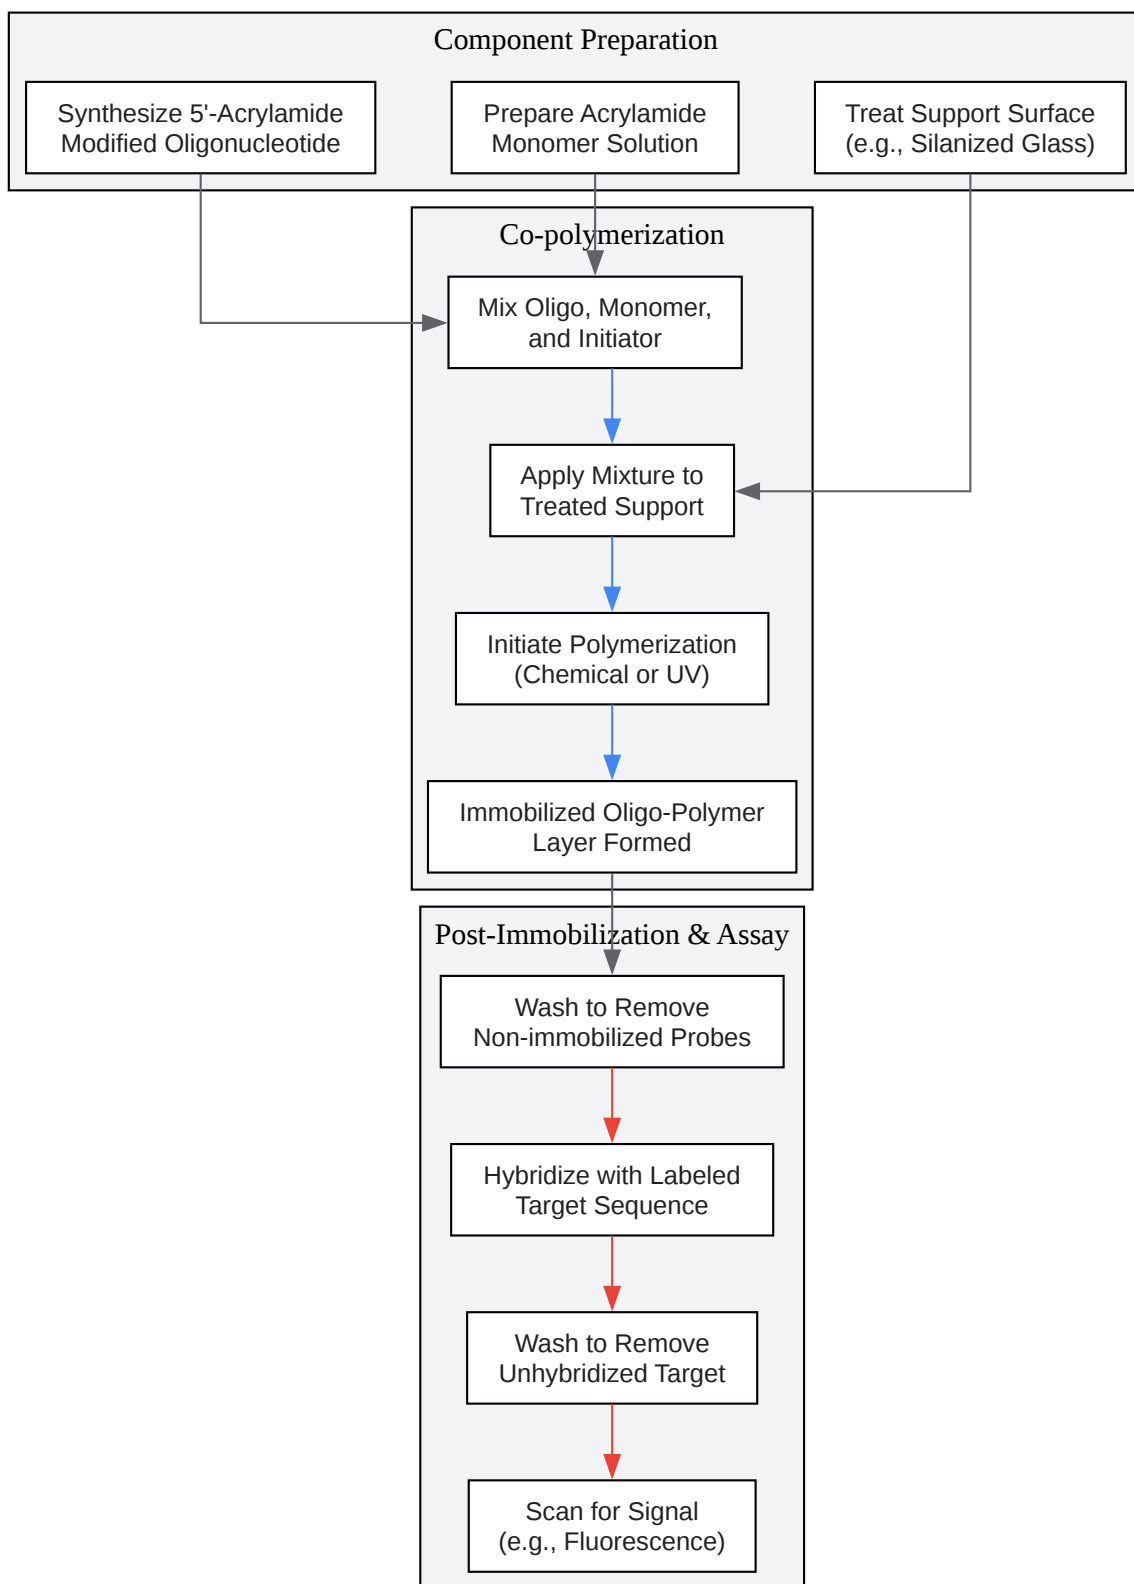 Component Preparation
Synthesize 5'-Acrylamide
Modified Oligonucleotide
Prepare Acrylamide
Monomer Solution
Treat Support Surface
(e.g., Silanized Glass)
Co-polymerization
Mix Oligo, Monomer,
and Initiator
Apply Mixture to
Treated Support
Initiate Polymerization
(Chemical or UV)
Immobilized Oligo-Polymer
Layer Formed
Post-Immobilization & Assay
Wash to Remove
Non-immobilized Probes
Hybridize with Labeled
Target Sequence
Wash to Remove
Unhybridized Target
Scan for Signal
(e.g., Fluorescence)